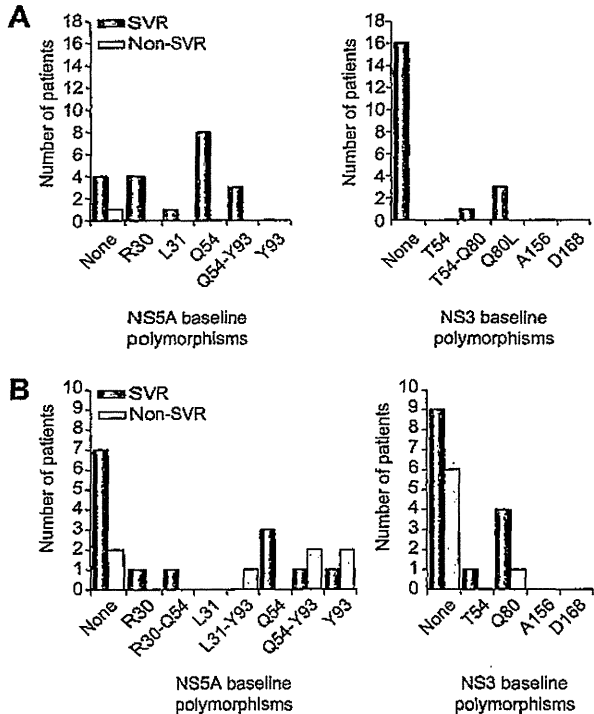 A
18
16
14
12
10
8
6
4
2
0
Number of patients
SVR
Non-SVR
None
R30
L31
Q54
Q54-Y93
Y93
NS5A baseline
polymorphisms
18
16
14
12
10
8
6
4
2
0
Number of patients
None
T54
T54-Q80
Q80L
A156
D168
NS3 baseline
polymorphisms
B
10
9
8
7
6
5
4
3
2
1
0
Number of patients
SVR
Non-SVR
None
R30
R30-Q54
L31
L31-Y93
Q54
Q54-Y93
Y93
NS5A baseline
polymorphisms
10
9
8
7
6
5
4
3
2
1
0
Number of patients
None
T54
Q80
A156
D168
NS3 baseline
polymorphisms